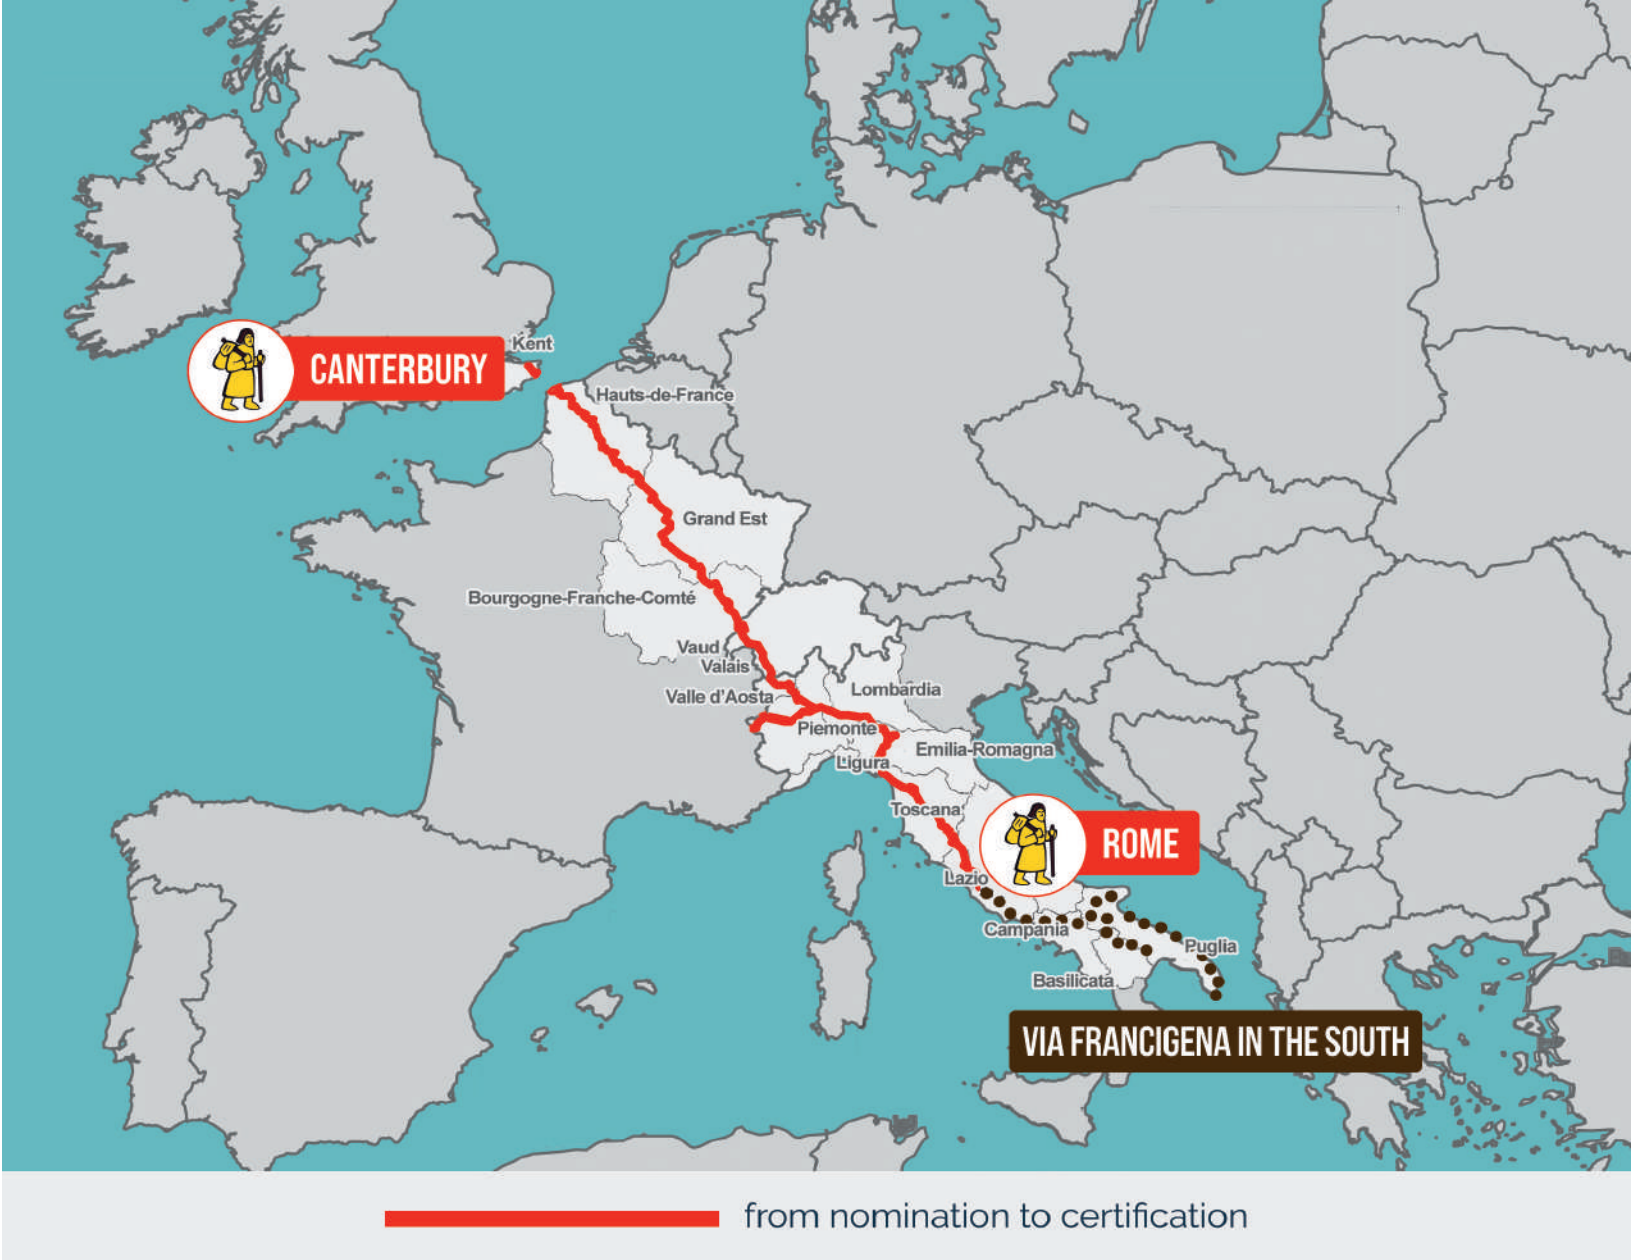 Kent
CANTERBURY
Hauts-de-France
Grand Est
Bourgogne-Franche-Comté
Vaud
Valais
Valle d'Aosta
Lombardia
Piemonte
Emilia-Romagna
Ligura
Toscana
ROME
Lazio
Campania
Puglia
Basilicata
VIA FRANCIGENA IN THE SOUTH
from nomination to certification